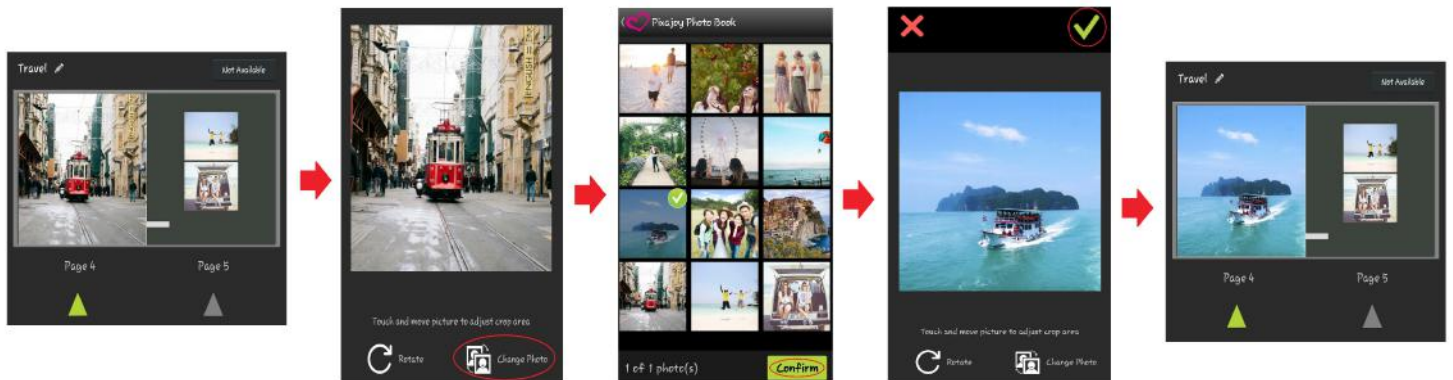 Travel
Not Available
Page 4
Page 5
ENGLISH
Touch and move picture to adjust crop area
Rotate
Change Photo
Pixajoy Photo Book
1 of 1 photo(s)
Confirm
Touch and move picture to adjust crop area
Rotate
Change Photo
Travel
Not Available
Page 4
Page 5